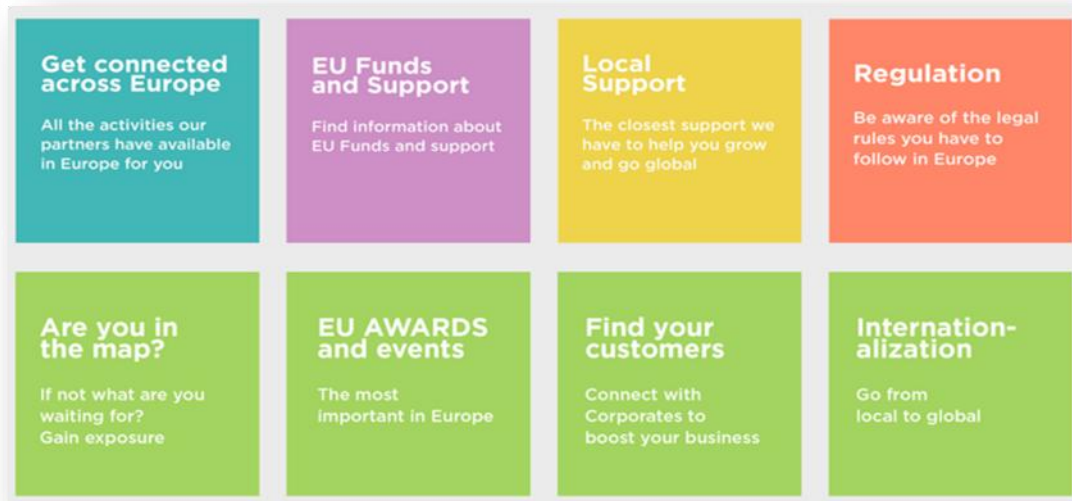 Get connected
across Europe
All the activities our
partners have available
in Europe for you
EU Funds
and Support
Find information about
EU Funds and support
Local
Support
The closest support we
have to help you grow
and go global
Regulation
Be aware of the legal
rules you have to
follow in Europe
Are you in
the map?
If not what are you
waiting for?
Gain exposure
EU AWARDS
and events
The most
important in Europe
Find your
customers
Connect with
Corporates to
boost your business
Internation-
alization
Go from
local to global